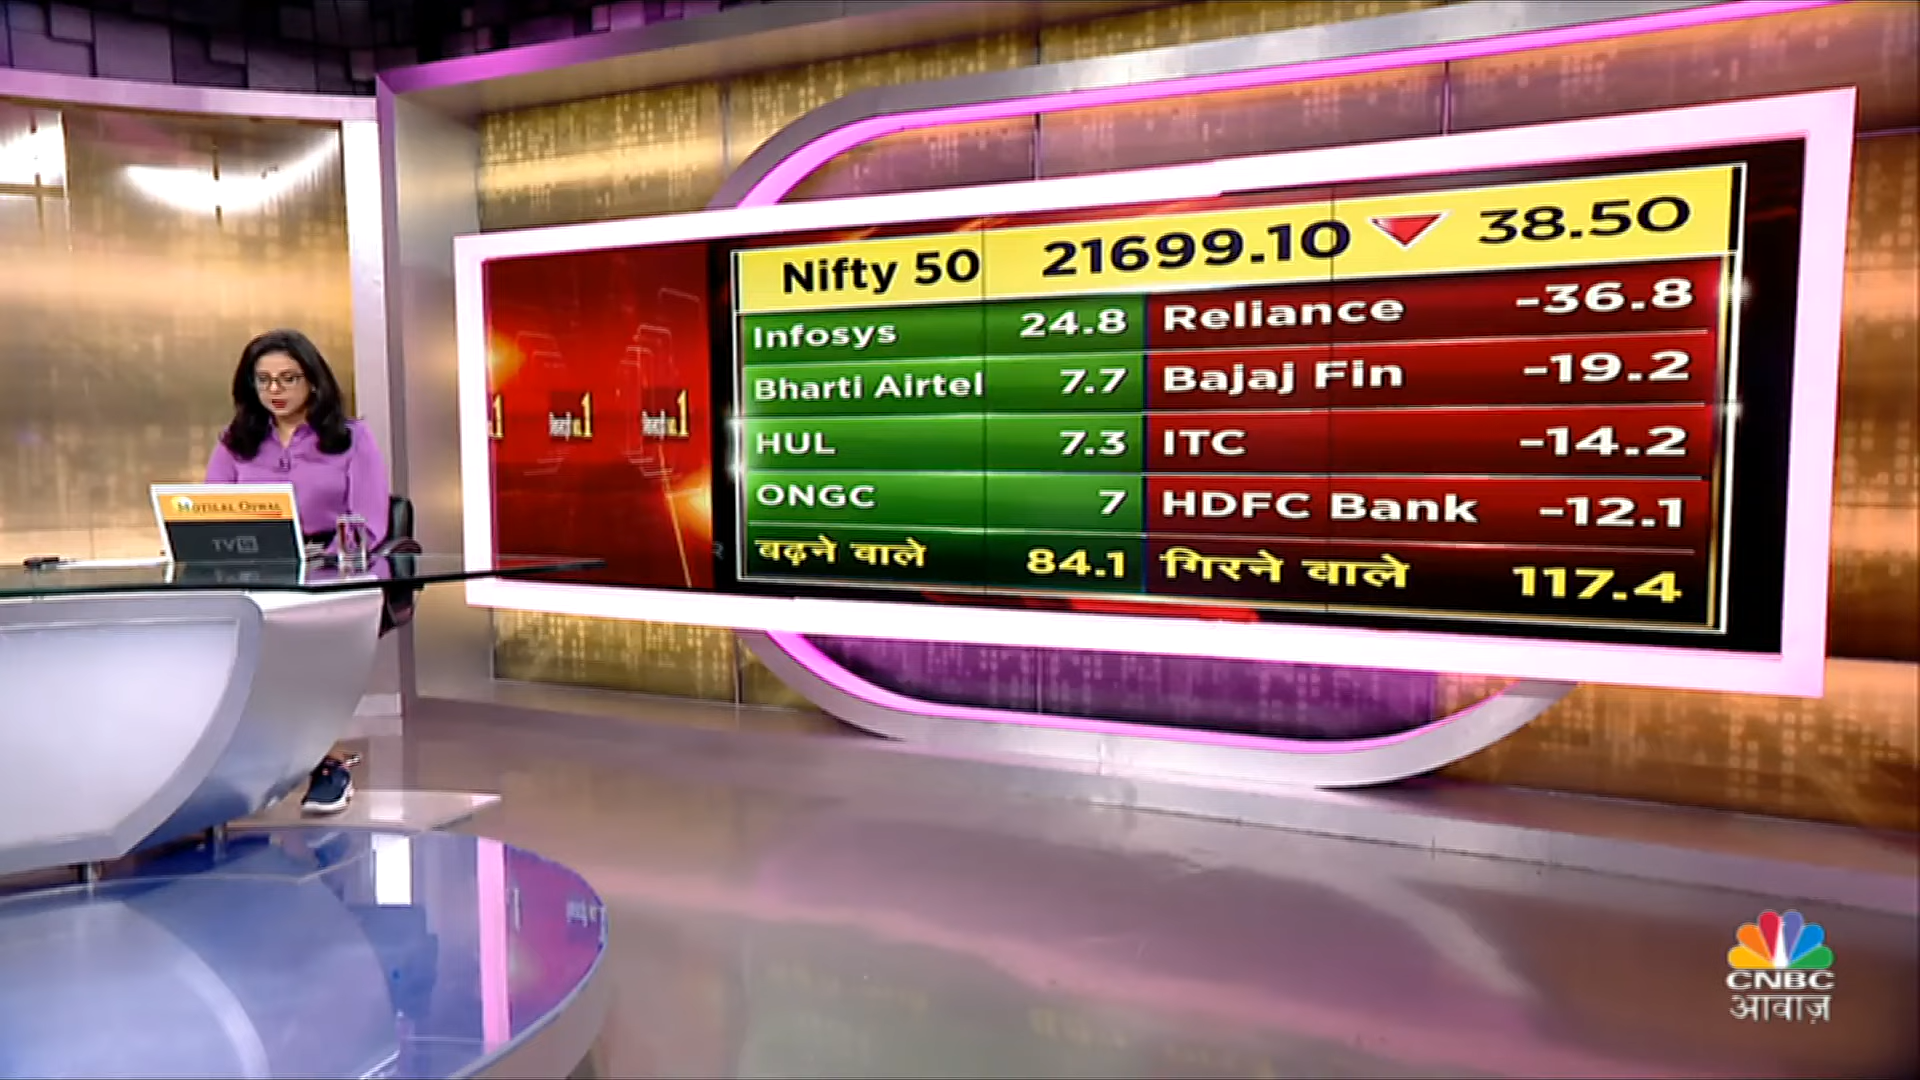 Nifty 50 21699.10 38.50
Infosys 24.8 Reliance -36.8
Bharti Airtel 7.7 Bajaj Fin -19.2
HUL 7.3 ITC -14.2
ONGC 7 HDFC Bank -12.1
बढ़ने वाले 84.1 गिरने वाले 117.4
MOTILAL OSWAL
TV18
CNBC
आवाज़